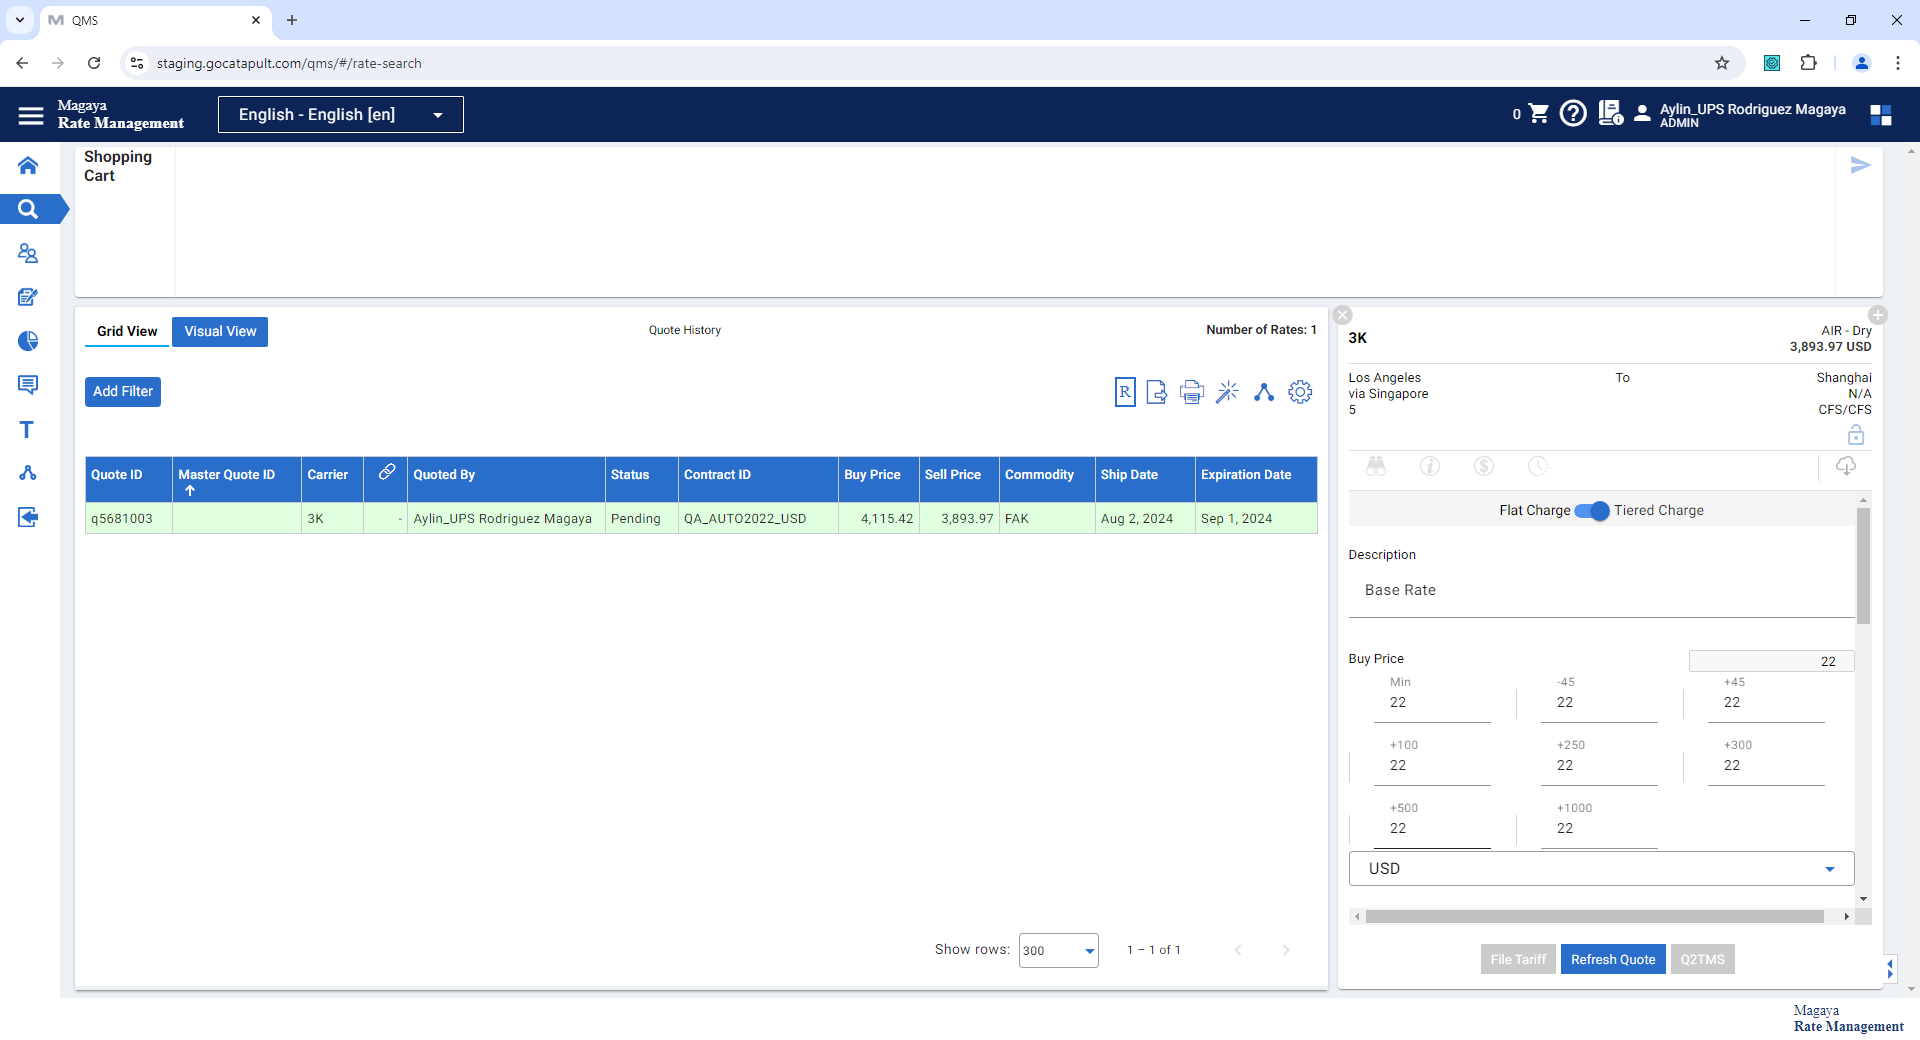 QMS
staging.gocatapult.com/qms/#/rate-search
Magaya
Rate Management
English - English [en]
0
Aylin_UPS Rodriguez Magaya
ADMIN
Shopping
Cart
Grid View
Visual View
Quote History
Number of Rates: 1
Add Filter
R
Quote ID
Master Quote ID
Carrier
Quoted By
Status
Contract ID
Buy Price
Sell Price
Commodity
Ship Date
Expiration Date
q5681003
3K
-
Aylin_UPS Rodriguez Magaya
Pending
QA_AUTO2022_USD
4,115.42
3,893.97
FAK
Aug 2, 2024
Sep 1, 2024
Show rows:
300
1 – 1 of 1
3K
AIR - Dry
3,893.97 USD
Los Angeles
To
Shanghai
via Singapore
N/A
5
CFS/CFS
Flat Charge
Tiered Charge
Description
Base Rate
Buy Price
22
Min
-45
+45
22
22
22
+100
+250
+300
22
22
22
+500
+1000
22
22
USD
File Tariff
Refresh Quote
Q2TMS
Magaya
Rate Management